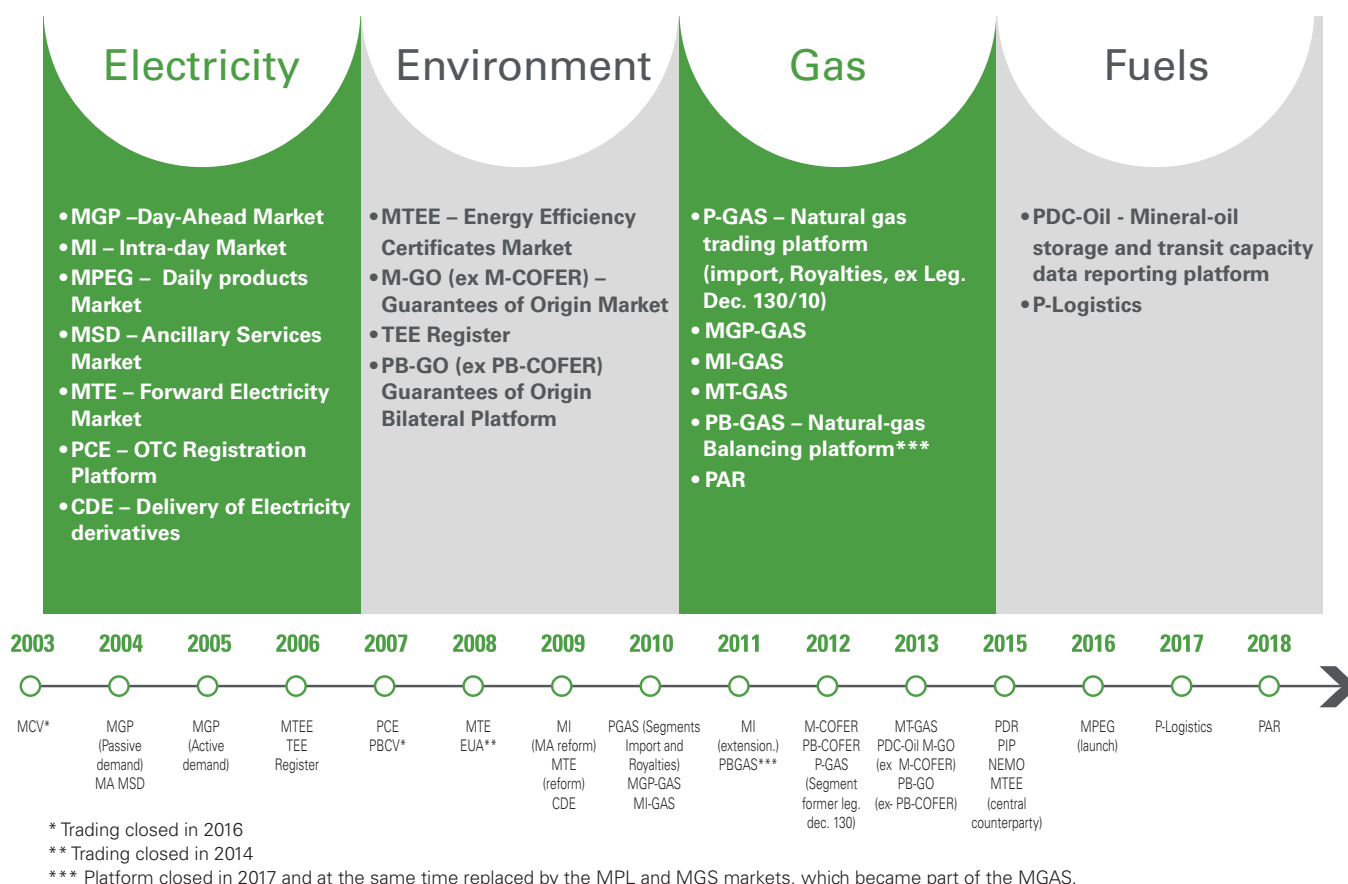 Electricity
• MGP –Day-Ahead Market
• MI – Intra-day Market
• MPEG – Daily products
Market
• MSD – Ancillary Services
Market
• MTE – Forward Electricity
Market
• PCE – OTC Registration
Platform
• CDE – Delivery of Electricity
derivatives
Environment
• MTEE – Energy Efficiency
Certificates Market
• M-GO (ex M-COFER) –
Guarantees of Origin Market
• TEE Register
• PB-GO (ex PB-COFER)
Guarantees of Origin
Bilateral Platform
Gas
• P-GAS – Natural gas
trading platform
(import, Royalties, ex Leg.
Dec. 130/10)
• MGP-GAS
• MI-GAS
• MT-GAS
• PB-GAS – Natural-gas
Balancing platform***
• PAR
Fuels
• PDC-Oil - Mineral-oil
storage and transit capacity
data reporting platform
• P-Logistics
2003
MCV*
2004
MGP
(Passive
demand)
MA MSD
2005
MGP
(Active
demand)
2006
MTEE
TEE
Register
2007
PCE
PBCV*
2008
MTE
EUA**
2009
MI
(MA reform)
MTE
(reform)
CDE
2010
PGAS (Segments
Import and
Royalties)
MGP-GAS
MI-GAS
2011
MI
(extension.)
PBGAS***
2012
M-COFER
PB-COFER
P-GAS
(Segment
former leg.
dec. 130)
2013
MT-GAS
PDC-Oil M-GO
(ex M-COFER)
PB-GO
(ex- PB-COFER)
2015
PDR
PIP
NEMO
MTEE
(central
counterparty)
2016
MPEG
(launch)
2017
P-Logistics
2018
PAR
* Trading closed in 2016
** Trading closed in 2014
*** Platform closed in 2017 and at the same time replaced by the MPL and MGS markets, which became part of the MGAS.